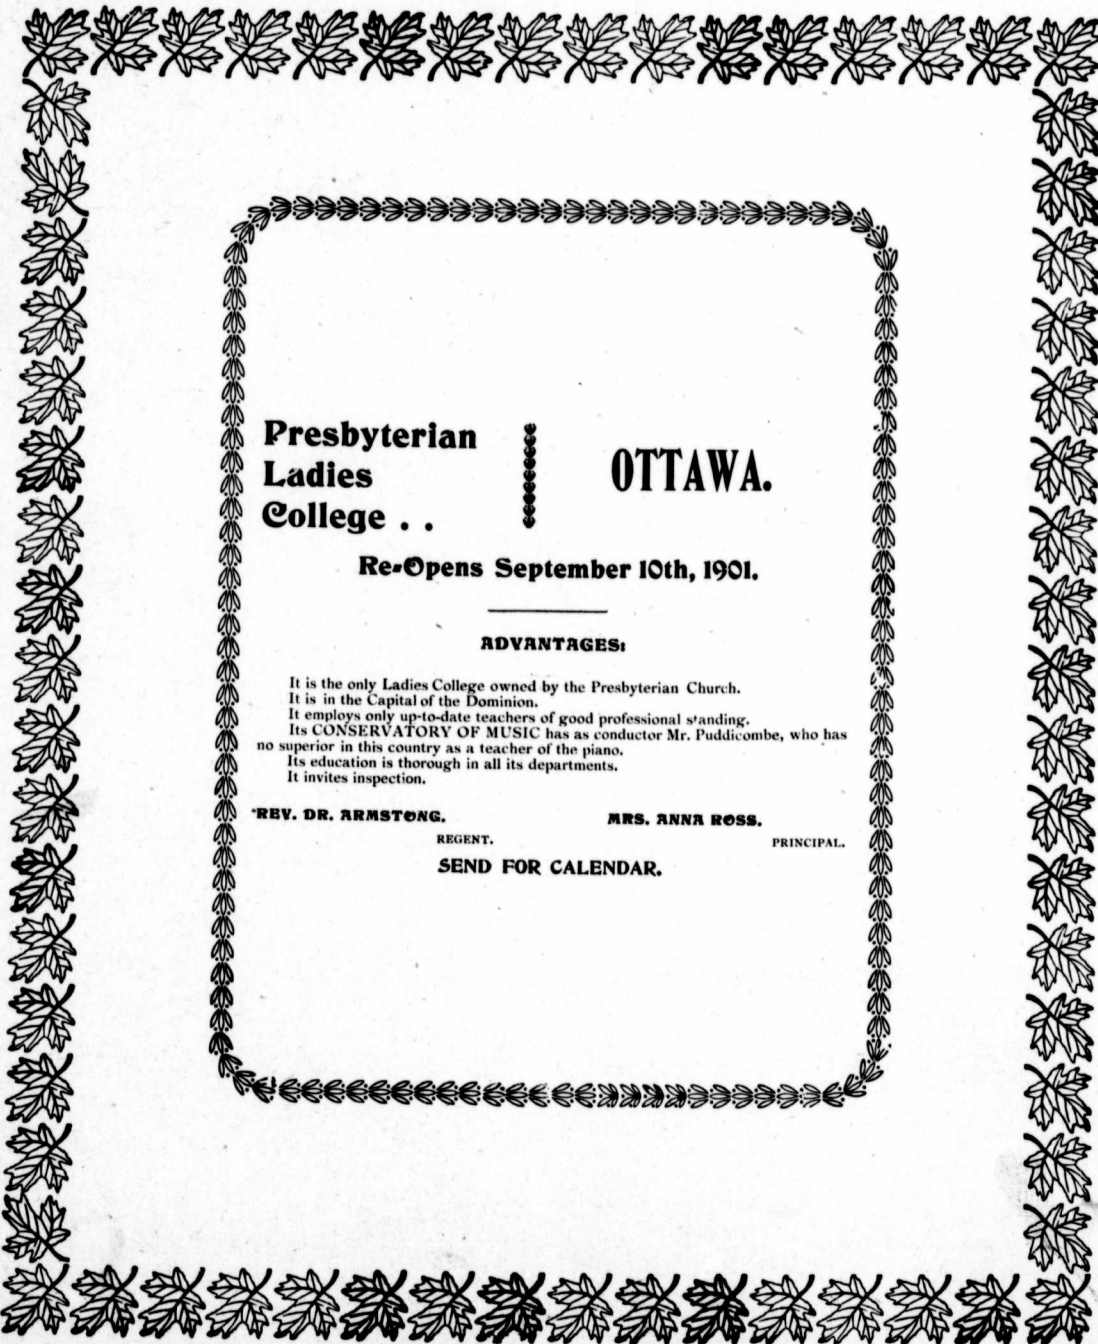 Presbyterian
Ladies
College . .
OTTAWA.
Re-Opens September 10th, 1901.
ADVANTAGES:
It is the only Ladies College owned by the Presbyterian Church.
It is in the Capital of the Dominion.
It employs only up-to-date teachers of good professional standing.
Its CONSERVATORY OF MUSIC has as conductor Mr. Puddicombe, who has
no superior in this country as a teacher of the piano.
Its education is thorough in all its departments.
It invites inspection.
REV. DR. ARMSTONG.
REGENT.
MRS. ANNA ROSS.
PRINCIPAL.
SEND FOR CALENDAR.